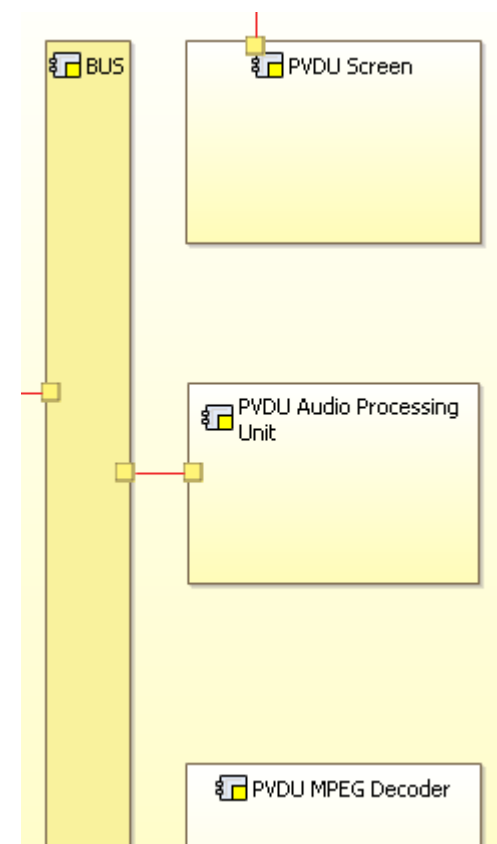 BUS
PVDU Screen
PVDU Audio Processing
Unit
PVDU MPEG Decoder